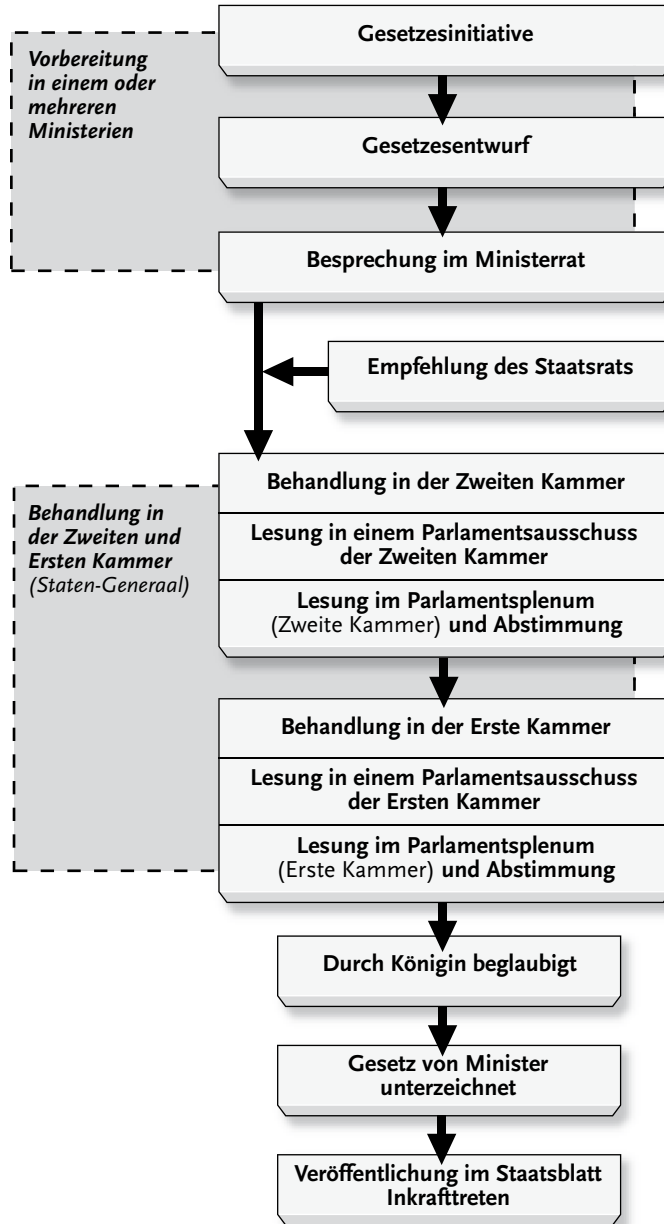 Gesetzesinitiative
Vorbereitung
in einem oder
mehreren
Ministerien
Gesetzesentwurf
Besprechung im Ministerrat
Empfehlung des Staatsrats
Behandlung in der Zweiten Kammer
Behandlung in
der Zweiten und
Ersten Kammer
(Staten-Generaal)
Lesung in einem Parlamentsausschuss
der Zweiten Kammer
Lesung im Parlamentsplenum
(Zweite Kammer) und Abstimmung
Behandlung in der Erste Kammer
Lesung in einem Parlamentsausschuss
der Ersten Kammer
Lesung im Parlamentsplenum
(Erste Kammer) und Abstimmung
Durch Königin beglaubigt
Gesetz von Minister
unterzeichnet
Veröffentlichung im Staatsblatt
Inkrafttreten